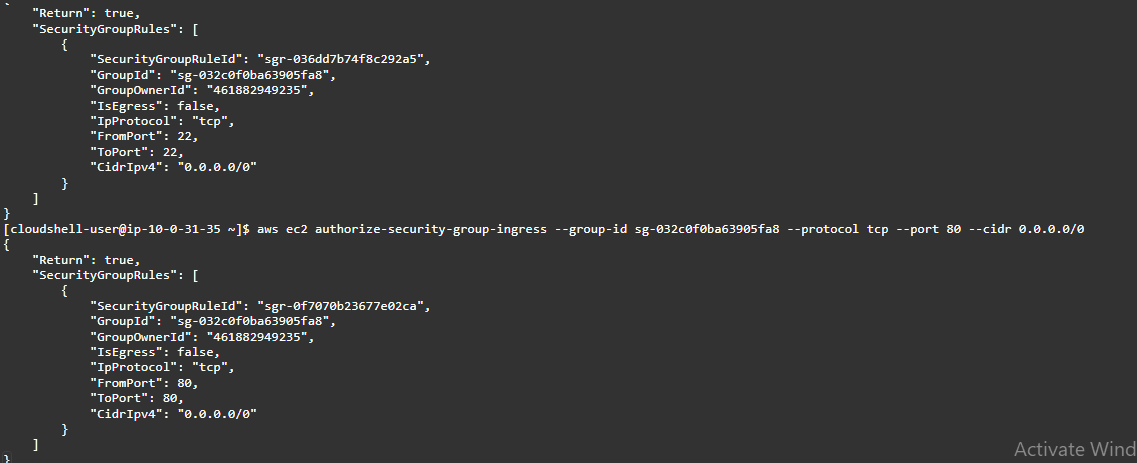 "Return": true,
"SecurityGroupRules": [
{
"SecurityGroupRuleId": "sgr-036dd7b74f8c292a5",
"GroupId": "sg-032c0f0ba63905fa8",
"GroupOwnerId": "461882949235",
"IsEgress": false,
"IpProtocol": "tcp",
"FromPort": 22,
"ToPort": 22,
"CidrIpv4": "0.0.0.0/0"
}
]
}
[cloudshell-user@ip-10-0-31-35 ~]$ aws ec2 authorize-security-group-ingress --group-id sg-032c0f0ba63905fa8 --protocol tcp --port 80 --cidr 0.0.0.0/0
{
"Return": true,
"SecurityGroupRules": [
{
"SecurityGroupRuleId": "sgr-0f7070b23677e02ca",
"GroupId": "sg-032c0f0ba63905fa8",
"GroupOwnerId": "461882949235",
"IsEgress": false,
"IpProtocol": "tcp",
"FromPort": 80,
"ToPort": 80,
"CidrIpv4": "0.0.0.0/0"
}
]
}
Activate Wind